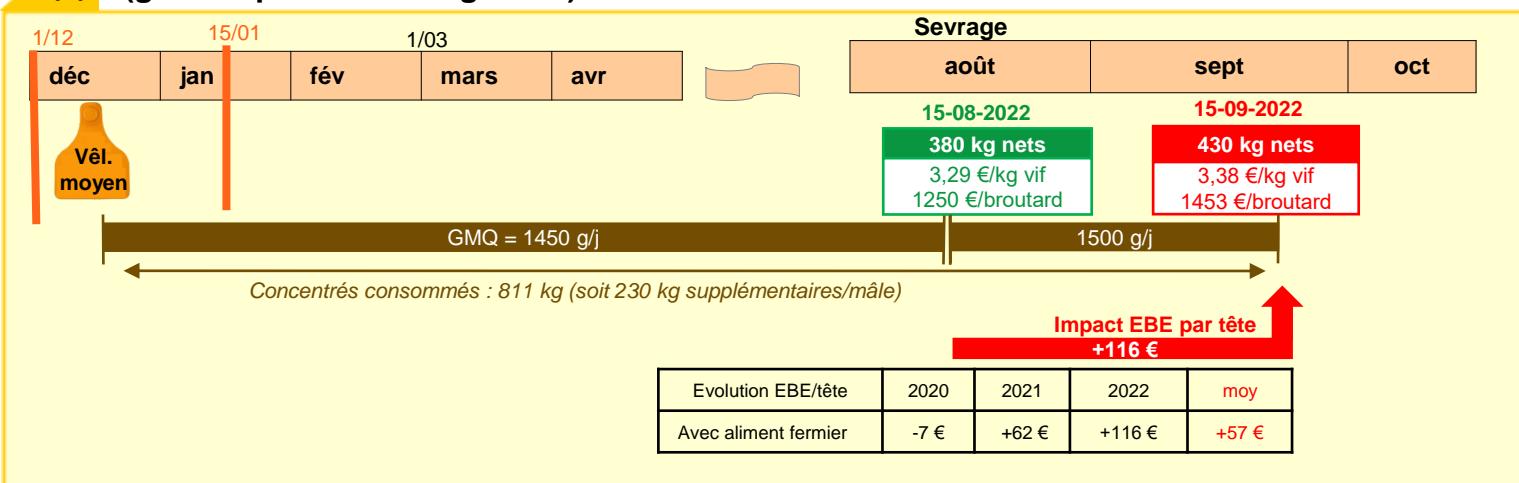 1/12
15/01
1/03
Sevrage
déc
jan
fév
mars
avr
août
sept
oct
Vêl.
moyen
15-08-2022
380 kg nets
3,29 €/kg vif
1250 €/broutard
15-09-2022
430 kg nets
3,38 €/kg vif
1453 €/broutard
GMQ = 1450 g/j
1500 g/j
Concentrés consommés : 811 kg (soit 230 kg supplémentaires/mâle)
Impact EBE par tête
+116 €
Evolution EBE/tête 2020 2021 2022 moy
Avec aliment fermier -7 € +62 € +116 € +57 €